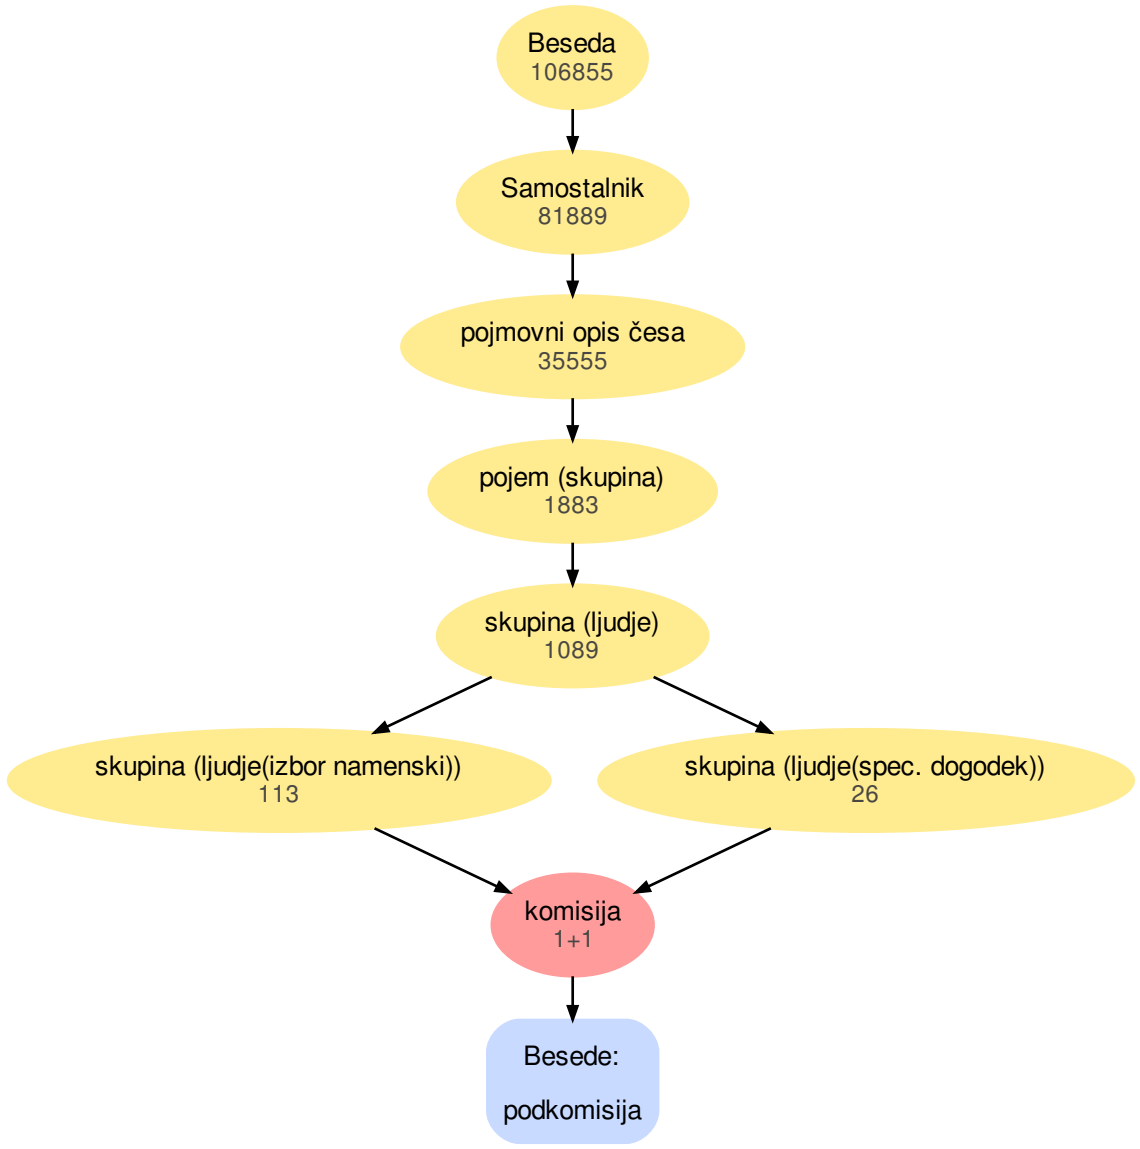 Beseda
106855
Samostalnik
81889
pojmovni opis česa
35555
pojem (skupina)
1883
skupina (ljudje)
1089
skupina (ljudje(izbor namenski))
113
skupina (ljudje(spec. dogodek))
26
komisija
1+1
Besede:
podkomisija